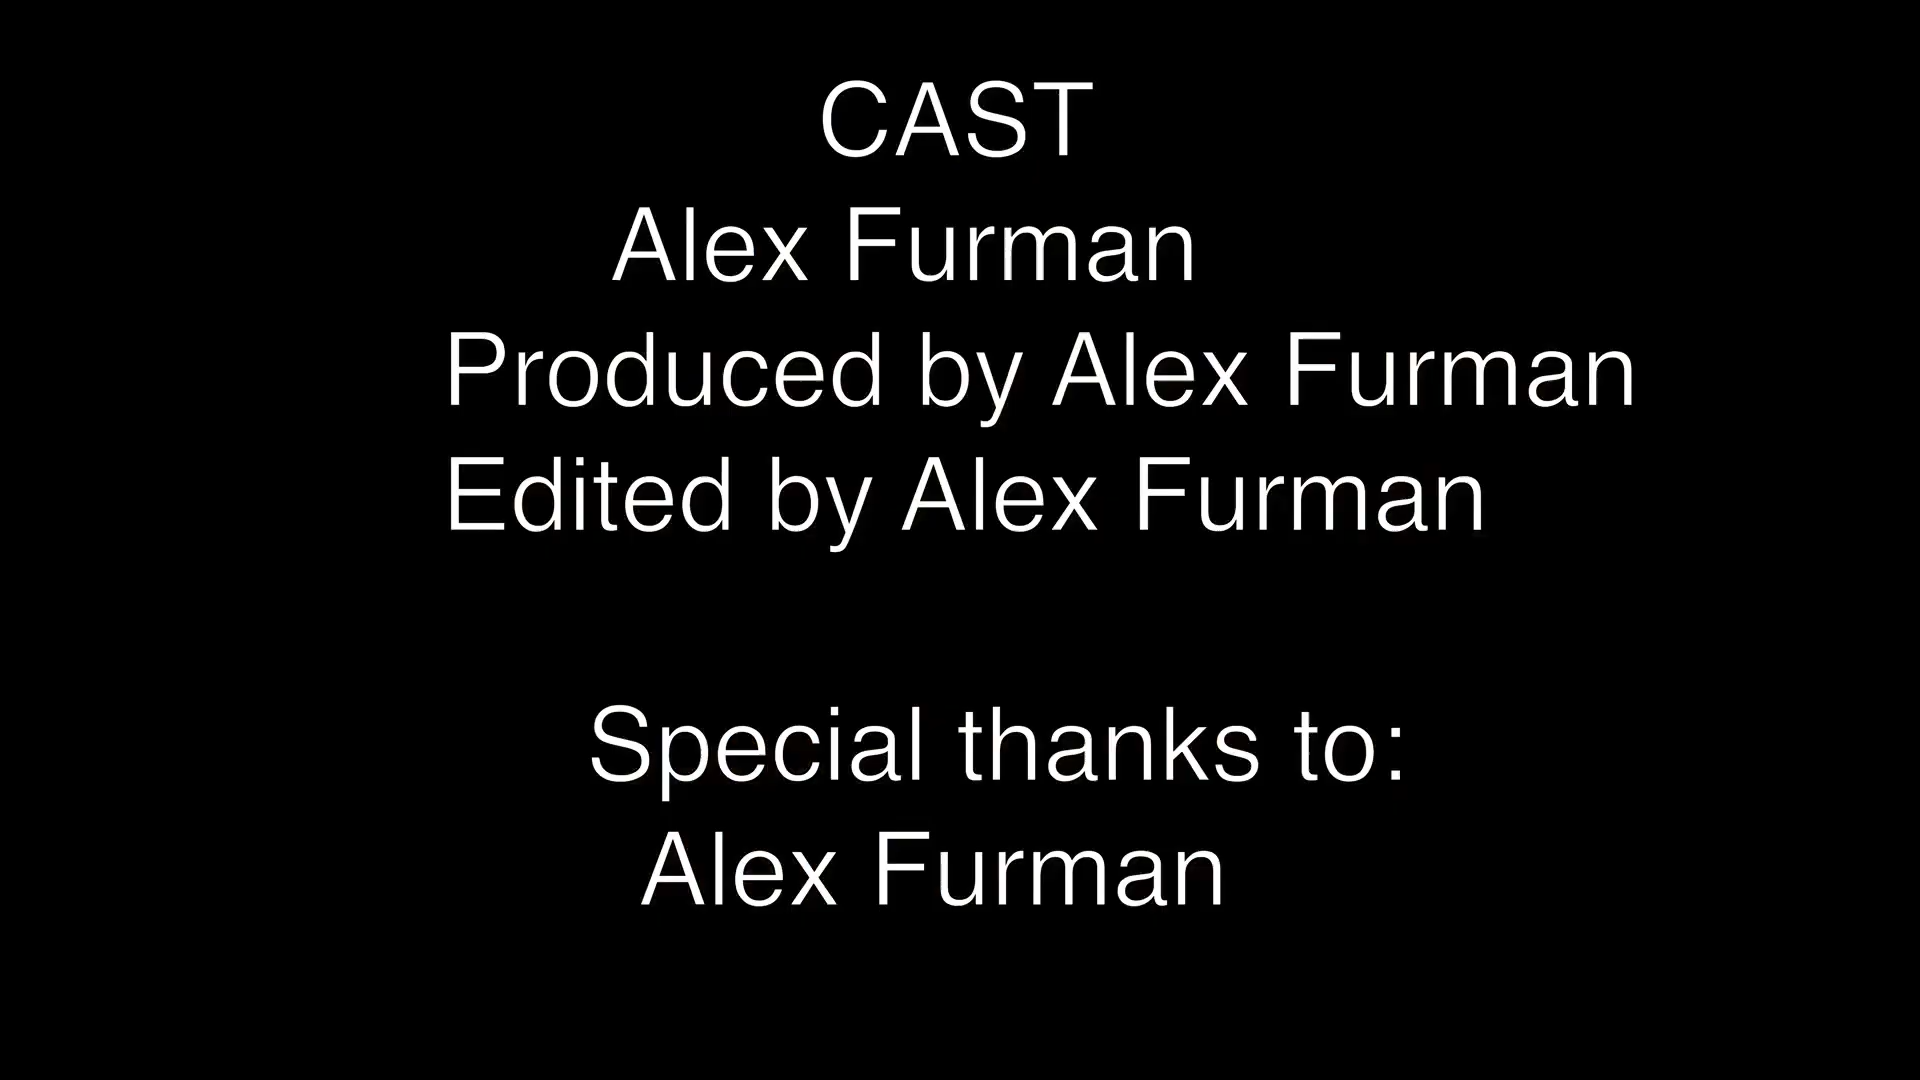 CAST
Alex Furman
Produced by Alex Furman
Edited by Alex Furman
Special thanks to:
Alex Furman